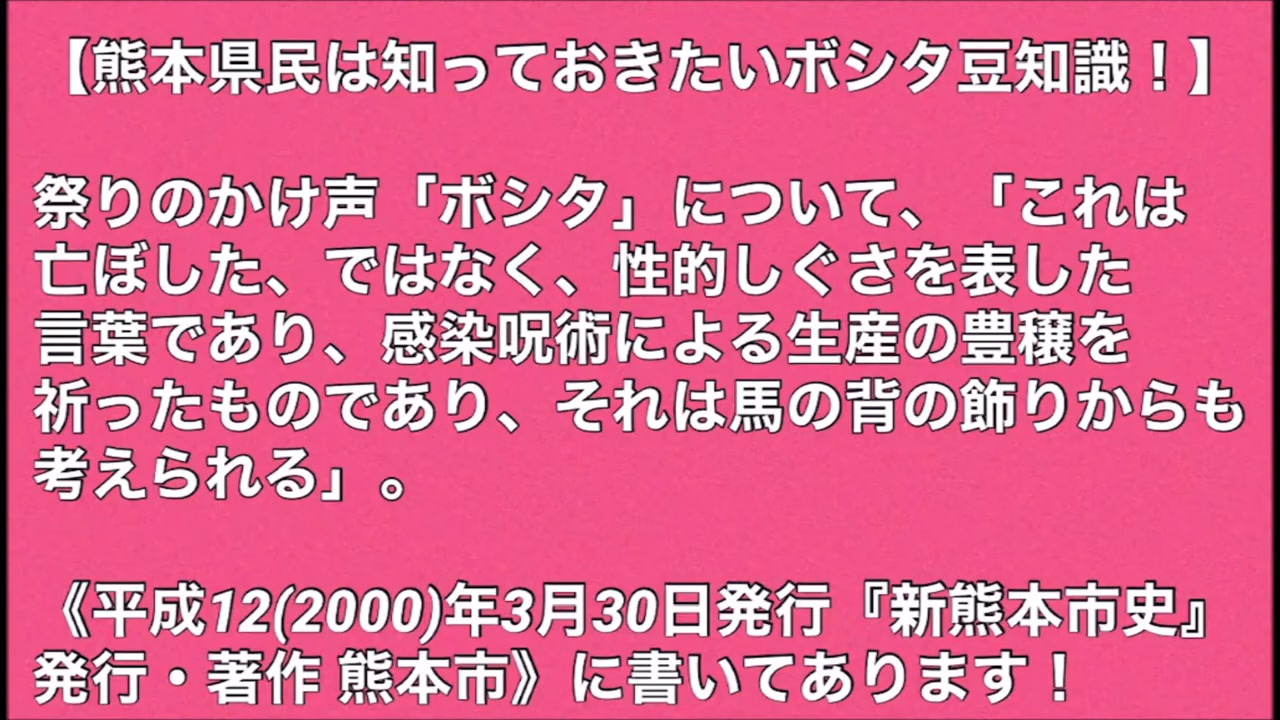 【熊本県民は知っておきたいボシタ豆知識！】
祭りのかけ声「ボシタ」について、「これは
亡ぼした、ではなく、性的しぐさを表した
言葉であり、感染呪術による生産の豊穣を
祈ったものであり、それは馬の背の飾りからも
考えられる」。
《平成12(2000)年3月30日発行『新熊本市史』
発行・著作 熊本市》に書いてあります！